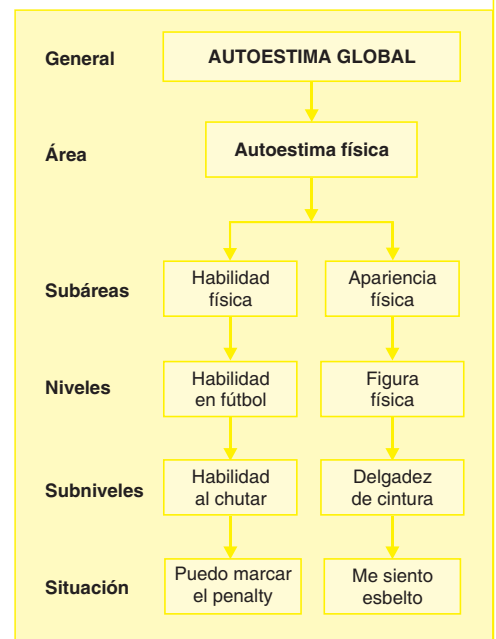 General
AUTOESTIMA GLOBAL
Área
Autoestima física
Subáreas
Habilidad
física
Apariencia
física
Niveles
Habilidad
en fútbol
Figura
física
Subniveles
Habilidad
al chutar
Delgadez
de cintura
Situación
Puedo marcar
el penalty
Me siento
esbelto